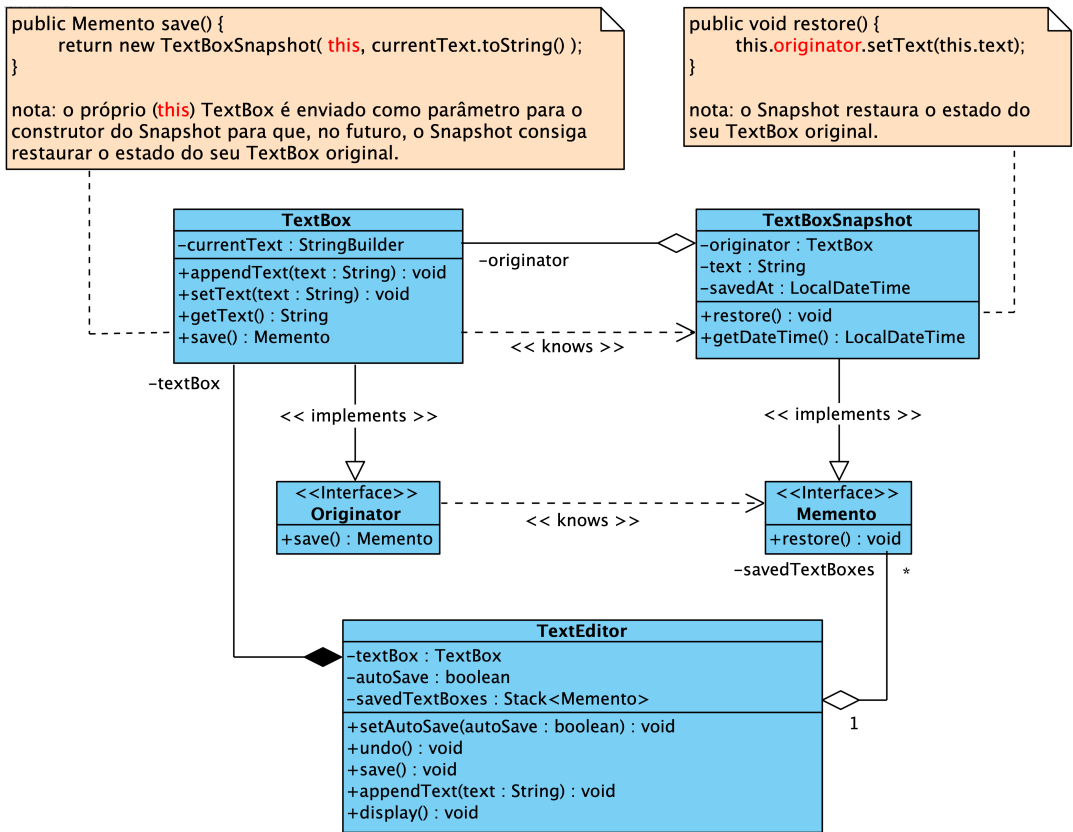 public Memento save() {
return new TextBoxSnapshot( this, currentText.toString() );
}
nota: o próprio (this) TextBox é enviado como parâmetro para o
construtor do Snapshot para que, no futuro, o Snapshot consiga
restaurar o estado do seu TextBox original.
public void restore() {
this.originator.setText(this.text);
}
nota: o Snapshot restaura o estado do
seu TextBox original.
TextBox
-currentText : StringBuilder
+appendText(text : String) : void
+setText(text : String) : void
+getText() : String
+save() : Memento
-originator
<< knows >>
TextBoxSnapshot
-originator : TextBox
-text : String
-savedAt : LocalDateTime
+restore() : void
+getDateTime() : LocalDateTime
-textBox
<< implements >>
<< implements >>
<<Interface>>
Originator
+save() : Memento
<< knows >>
<<Interface>>
Memento
+restore() : void
-savedTextBoxes
*
TextEditor
-textBox : TextBox
-autoSave : boolean
-savedTextBoxes : Stack<Memento>
+setAutoSave(autoSave : boolean) : void
+undo() : void
+save() : void
+appendText(text : String) : void
+display() : void
1